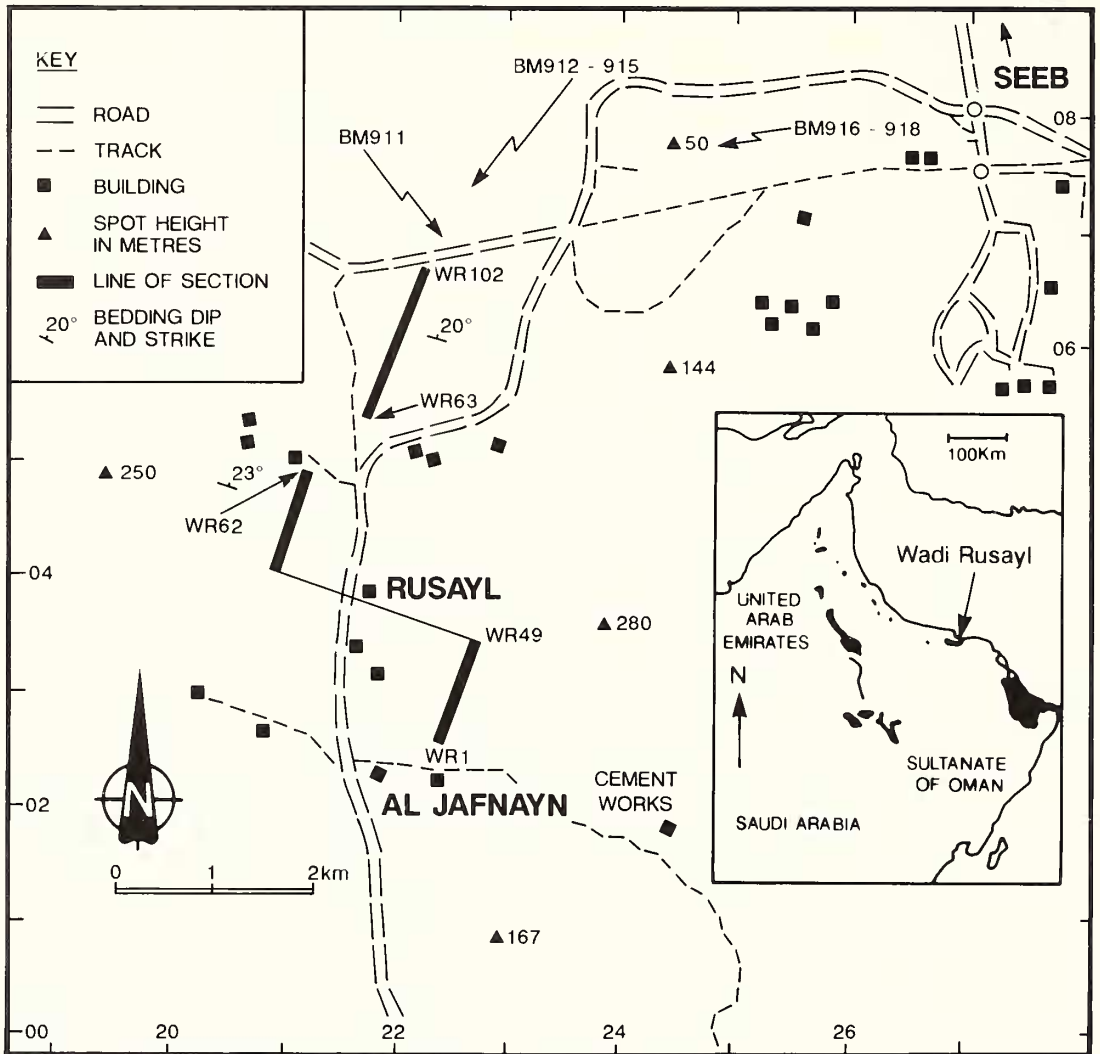 KEY
ROAD
TRACK
BUILDING
SPOT HEIGHT
IN METRES
LINE OF SECTION
20° BEDDING DIP
AND STRIKE
BM912 - 915
BM911
SEEB
50
BM916 - 918
08
WR102
20°
06
144
WR63
250
23°
WR62
04
RUSAYL
WR49
280
WR1
AL JAFNAYN
CEMENT
WORKS
02
N
0 1 2km
167
00
20 22 24 26
100Km
Wadi Rusayl
UNITED
ARAB
EMIRATES
N
SULTANATE
OF OMAN
SAUDI ARABIA